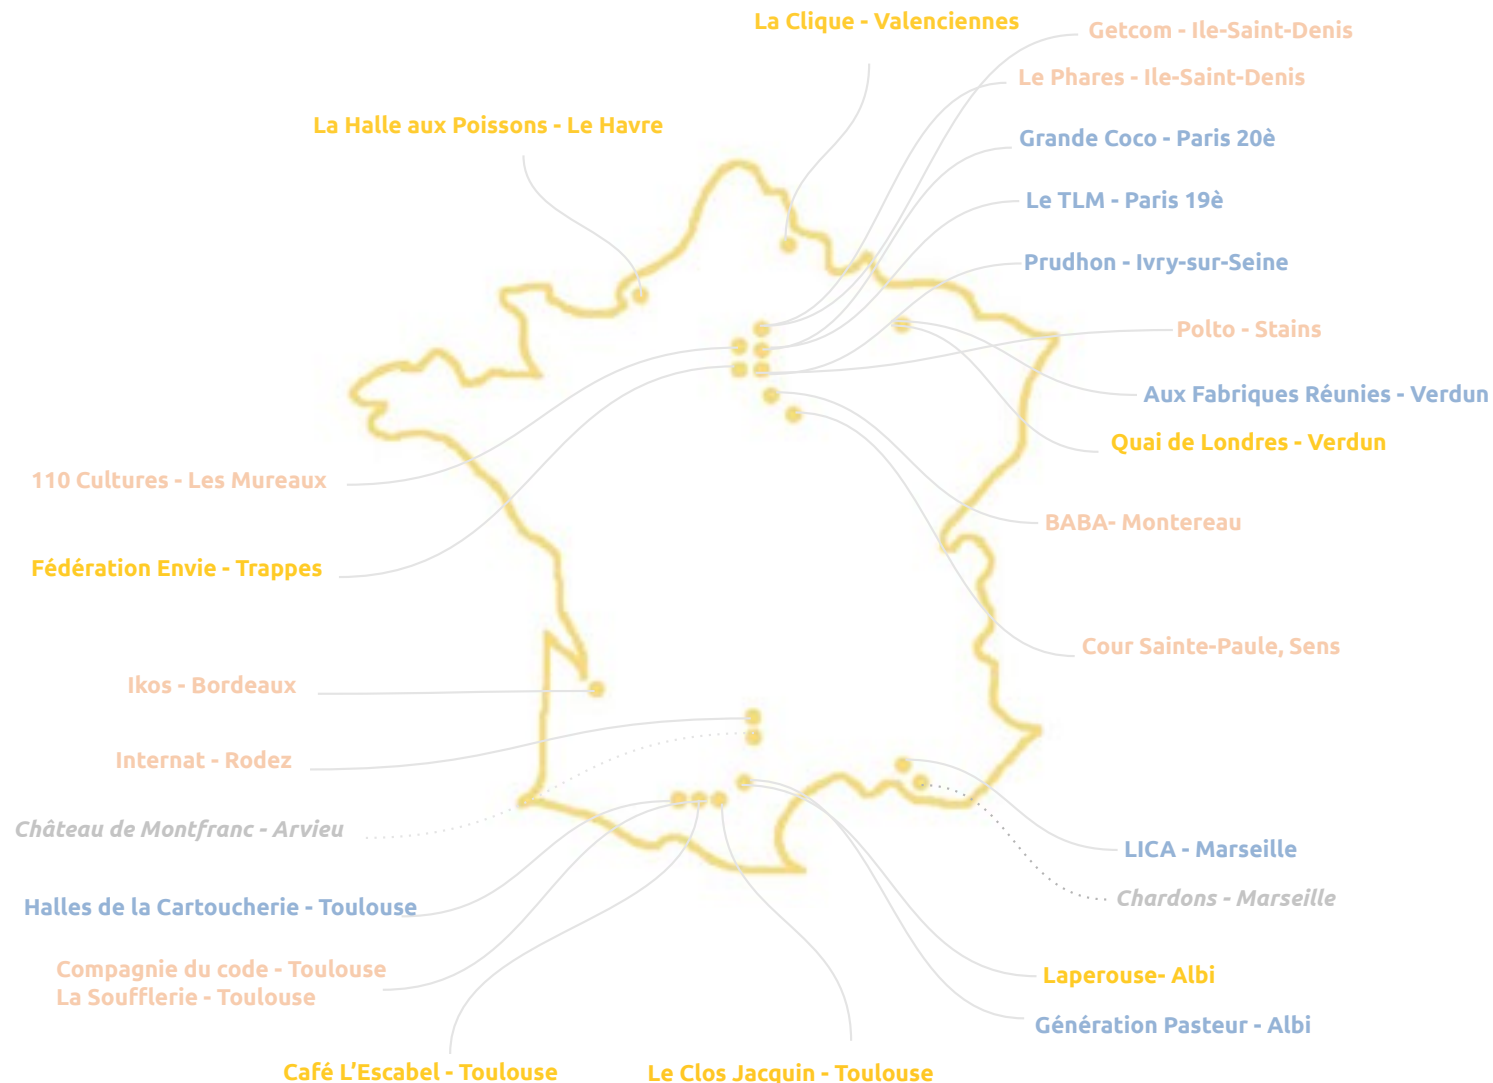 La Clique - Valenciennes
Getcom - Ile-Saint-Denis
Le Phares - Ile-Saint-Denis
La Halle aux Poissons - Le Havre
Grande Coco - Paris 20è
Le TLM - Paris 19è
Prudhon - Ivry-sur-Seine
Polto - Stains
Aux Fabriques Réunies - Verdun
Quai de Londres - Verdun
110 Cultures - Les Mureaux
BABA- Montereau
Fédération Envie - Trappes
Cour Sainte-Paule, Sens
Ikos - Bordeaux
Internat - Rodez
Château de Montfranc - Arvieu
LICA - Marseille
Chardons - Marseille
Halles de la Cartoucherie - Toulouse
Compagnie du code - Toulouse
La Soufflerie - Toulouse
Laperouse- Albi
Génération Pasteur - Albi
Café L’Escabel - Toulouse
Le Clos Jacquin - Toulouse